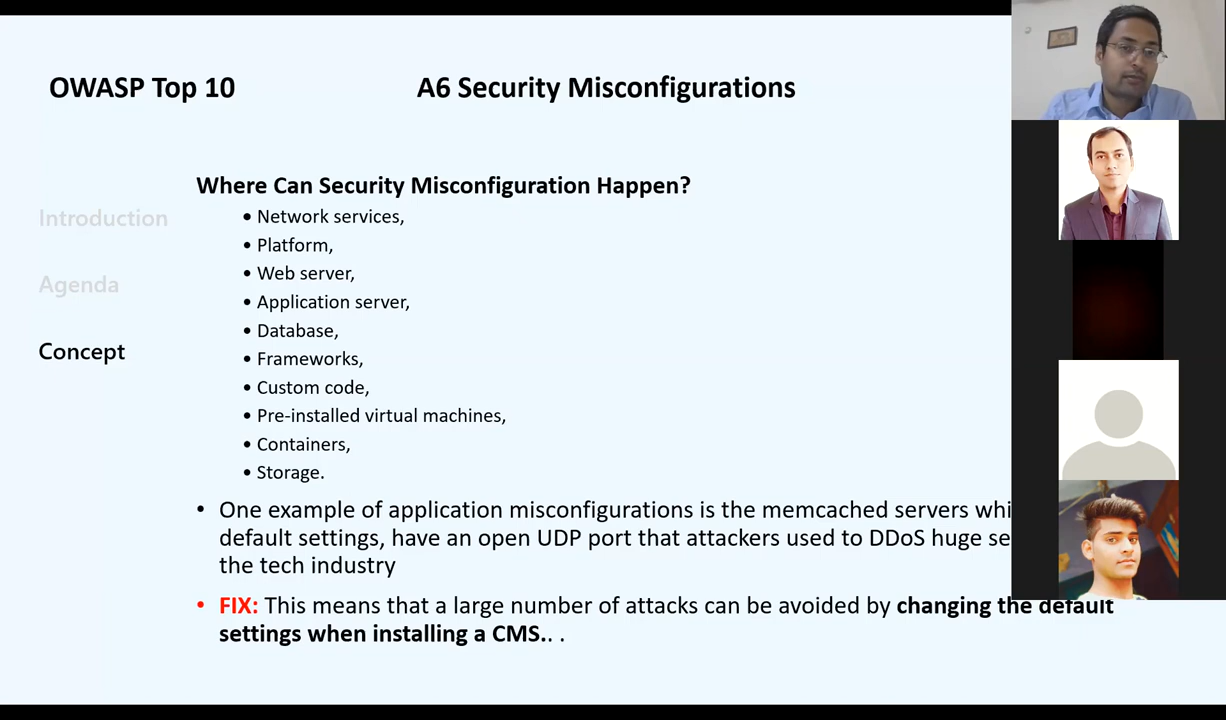 OWASP Top 10
A6 Security Misconfigurations
Where Can Security Misconfiguration Happen?
Introduction
• Network services,
• Platform,
• Web server,
Agenda
• Application server,
• Database,
Concept
• Frameworks,
• Custom code,
• Pre-installed virtual machines,
• Containers,
• Storage.
• One example of application misconfigurations is the memcached servers
default settings, have an open UDP port that attackers used to DDoS huge
the tech industry
• FIX: This means that a large number of attacks can be avoided by changing the default
settings when installing a CMS.. .